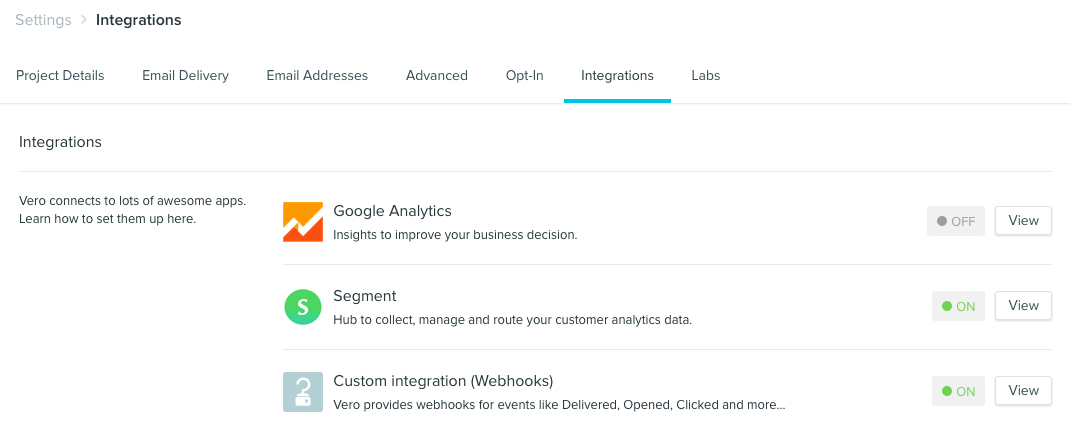 Settings > Integrations
Project Details Email Delivery Email Addresses Advanced Opt-In Integrations Labs
Integrations
Vero connects to lots of awesome apps.
Learn how to set them up here.
Google Analytics
Insights to improve your business decision.
OFF View
S
Segment
Hub to collect, manage and route your customer analytics data.
ON View
Custom integration (Webhooks)
Vero provides webhooks for events like Delivered, Opened, Clicked and more...
ON View